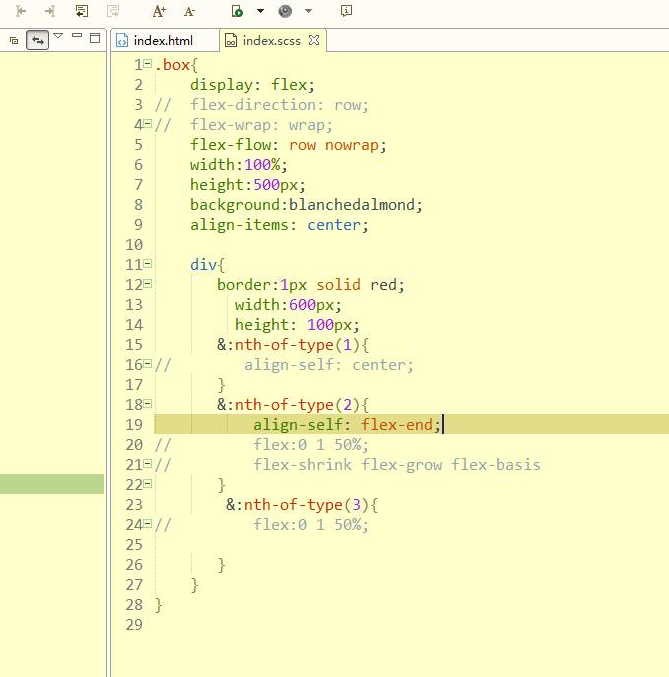 A+ A-
index.html index.scss
1 .box{
2 display: flex;
3 // flex-direction: row;
4 // flex-wrap: wrap;
5 flex-flow: row nowrap;
6 width:100%;
7 height:500px;
8 background:blanchedalmond;
9 align-items: center;
10
11 div{
12 border:1px solid red;
13 width:600px;
14 height: 100px;
15 &:nth-of-type(1){
16 // align-self: center;
17 }
18 &:nth-of-type(2){
19 align-self: flex-end;
20 // flex:0 1 50%;
21 // flex-shrink flex-grow flex-basis
22 }
23 &:nth-of-type(3){
24 // flex:0 1 50%;
25
26 }
27 }
28 }
29